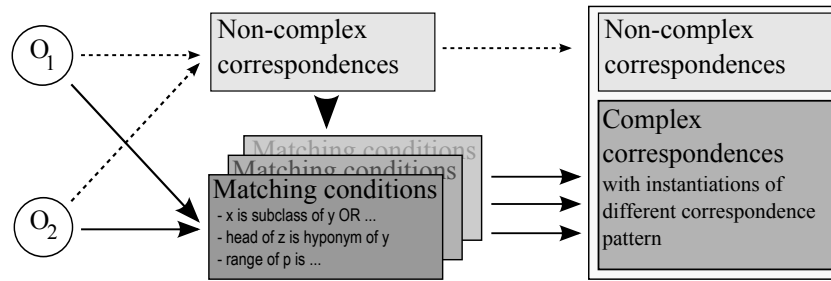 O1
O2
Non-complex
correspondences
Matching conditions
Matching conditions
Matching conditions
- x is subclass of y OR ...
- head of z is hyponym of y
- range of p is ...
Non-complex
correspondences
Complex
correspondences
with instantiations of
different correspondence
pattern